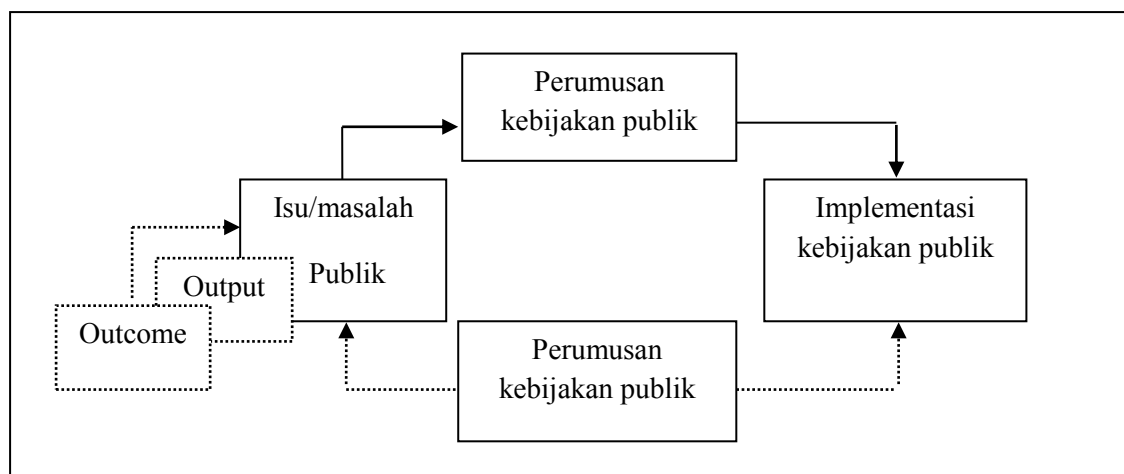 Perumusan
kebijakan publik
Isu/masalah
Publik
Implementasi
kebijakan publik
Output
Outcome
Perumusan
kebijakan publik